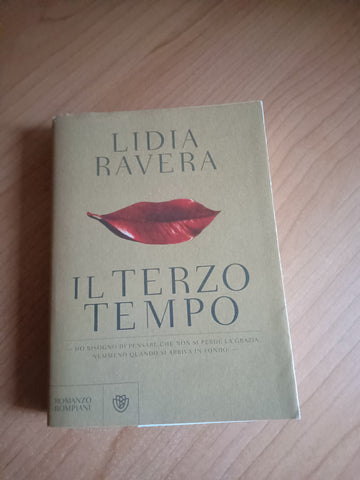 LIDIA
RAVERA
IL TERZO
TEMPO
HO BISOGNO DI PENSARE CHE NON SI PERDE LA GRAZIA,
NEMMENO QUANDO SI ARRIVA IN FONDO
ROMANZO
BOMPIANI